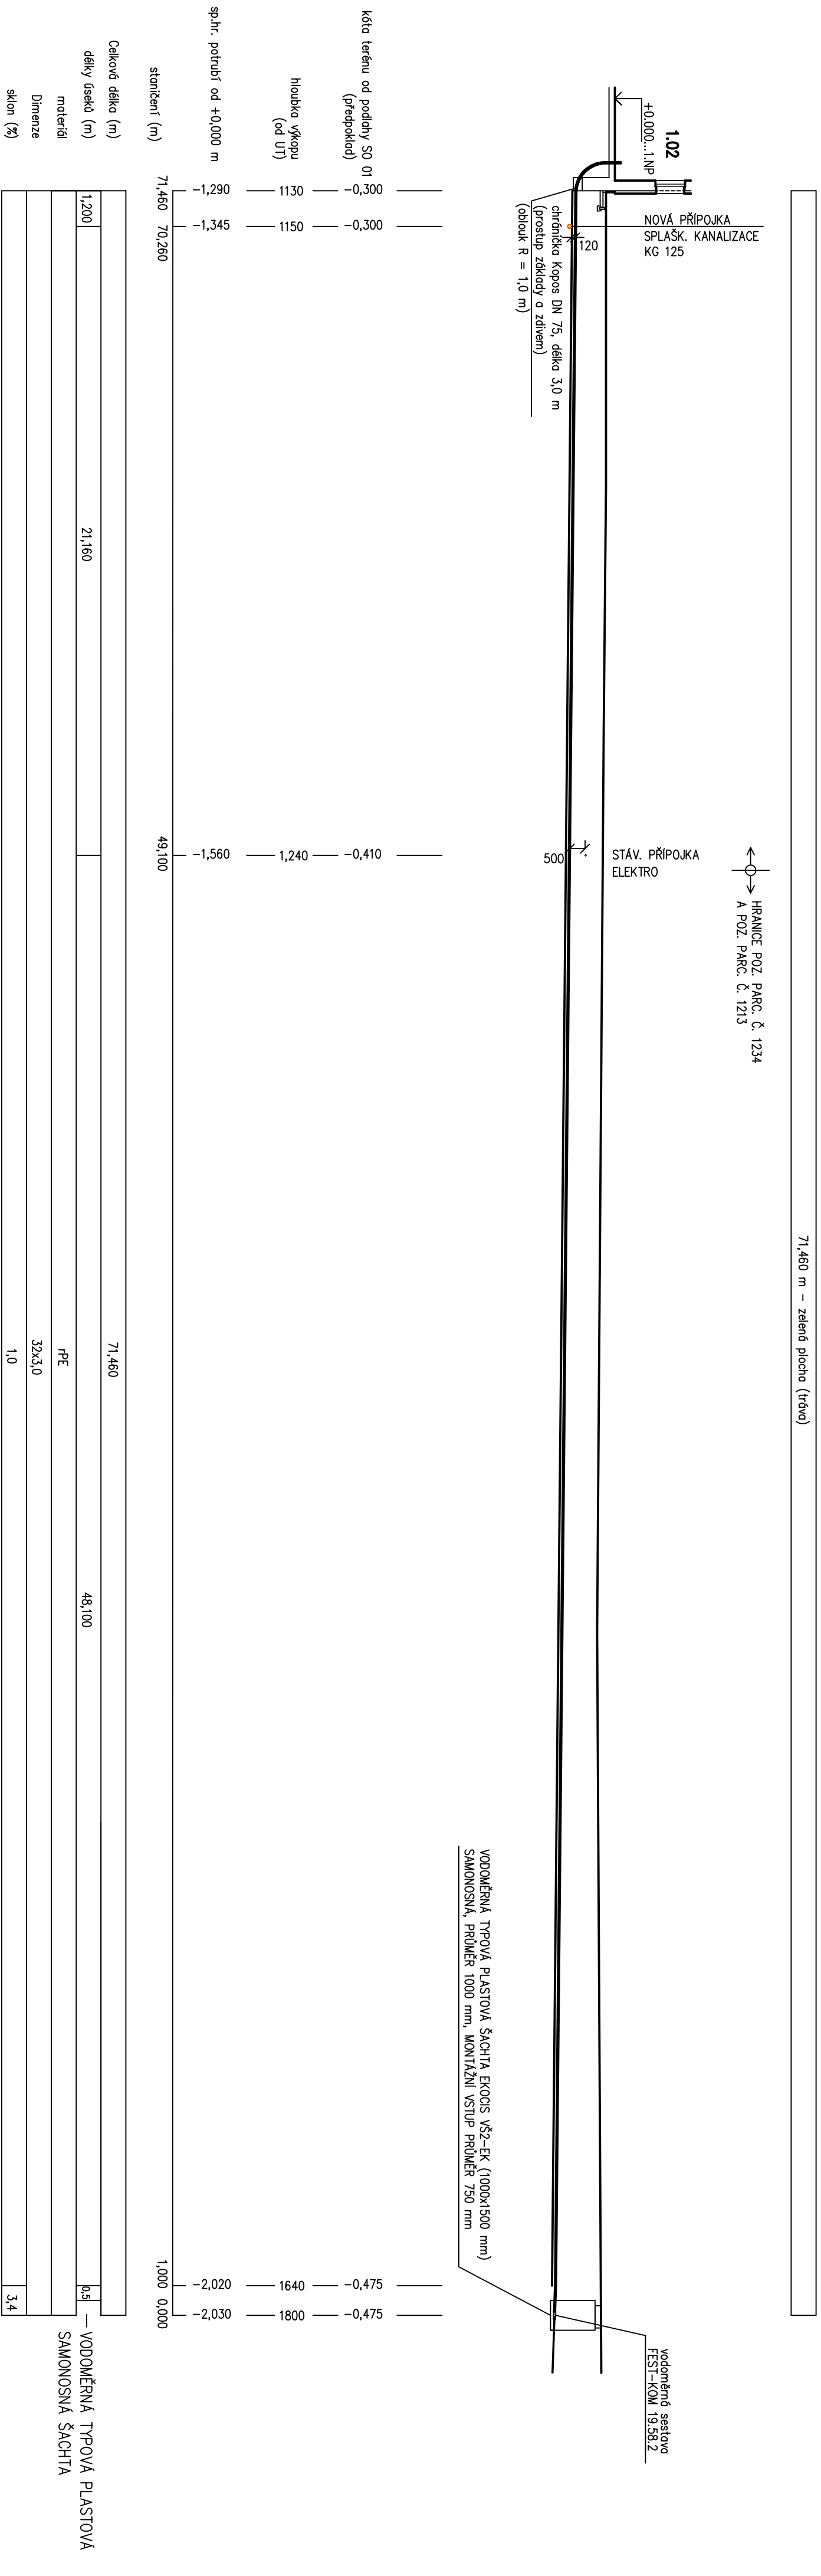 71,460 m – zelená plocha (tráva)
HRANICE POZ. PARC. Č. 1234
A POZ. PARC. Č. 1213
1.02
+0.000...1.NP
NOVÁ PŘÍPOJKA
SPLAŠK. KANALIZACE
KG 125
120
STÁV. PŘÍPOJKA
ELEKTRO
500
vodoměrná sestava
FEST-KOM 19.58.2
chránička Kopos DN 75, délka 3,0 m
(prostup základy a zdivem)
(oblouk R = 1,0 m)
VODOMĚRNÁ TYPOVÁ PLASTOVÁ ŠACHTA EKOCIS VŠ2-EK (1000x1500 mm)
SAMONOSNÁ, PRŮMĚR 1000 mm, MONTÁŽNÍ VSTUP PRŮMĚR 750 mm
kóta terénu od podlahy SO 01
(předpoklad)
-0,300
-0,300
-0,410
-0,475
-0,475
hloubka výkopu
(od UT)
1130
1150
1,240
1640
1800
sp.hr. potrubí od +0,000 m
-1,290
-1,345
-1,560
-2,020
-2,030
staničení (m)
71,460
70,260
49,100
1,000
0,000
Celková délka (m)
71,460
délky úseků (m)
1,200
21,160
48,100
0,5
VODOMĚRNÁ TYPOVÁ PLASTOVÁ
SAMONOSNÁ ŠACHTA
materiál
rPE
Dimenze
32x3,0
sklon (%)
1,0
3,4